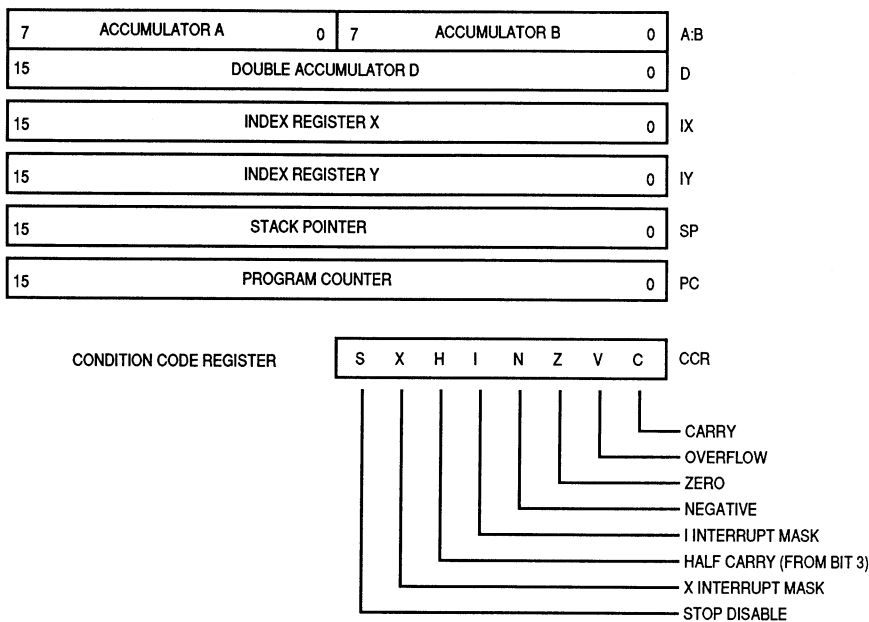 7 ACCUMULATOR A 0 7 ACCUMULATOR B 0 A:B
15 DOUBLE ACCUMULATOR D 0 D
15 INDEX REGISTER X 0 IX
15 INDEX REGISTER Y 0 IY
15 STACK POINTER 0 SP
15 PROGRAM COUNTER 0 PC
CONDITION CODE REGISTER S X H I N Z V C CCR
CARRY
OVERFLOW
ZERO
NEGATIVE
I INTERRUPT MASK
HALF CARRY (FROM BIT 3)
X INTERRUPT MASK
STOP DISABLE